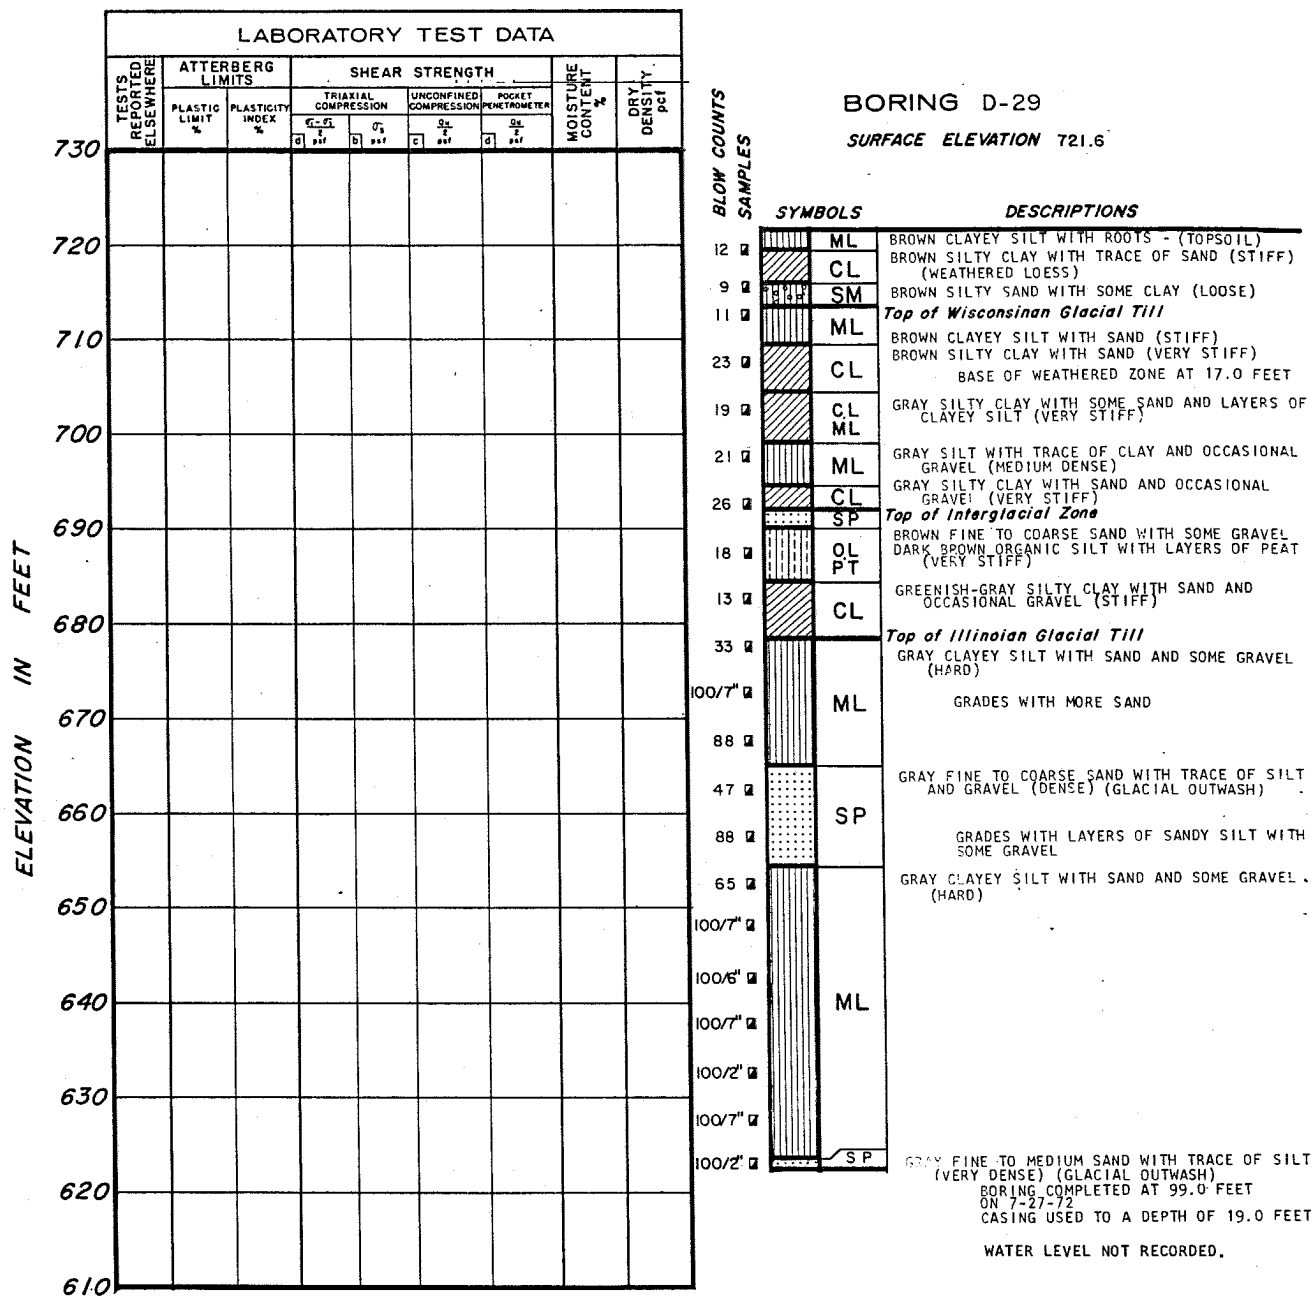 LABORATORY TEST DATA
TESTS REPORTED ELSEWHERE
ATTERBERG LIMITS
SHEAR STRENGTH
PLASTIC LIMIT %
PLASTICITY INDEX %
TRIAXIAL COMPRESSION
UNCONFINED COMPRESSION
POCKET PENETROMETER
MOISTURE CONTENT %
DRY DENSITY pcf
a
psf
b
psf
c
psf
d
psf
ELEVATION IN FEET
730
720
710
700
690
680
670
660
650
640
630
620
610
BORING D-29
SURFACE ELEVATION 721.6
BLOW COUNTS
SAMPLES
SYMBOLS
DESCRIPTIONS
ML
BROWN CLAYEY SILT WITH ROOTS - (TOPSOIL)
12
CL
BROWN SILTY CLAY WITH TRACE OF SAND (STIFF)
(WEATHERED LOESS)
9
SM
BROWN SILTY SAND WITH SOME CLAY (LOOSE)
11
Top of Wisconsinan Glacial Till
ML
BROWN CLAYEY SILT WITH SAND (STIFF)
23
CL
BROWN SILTY CLAY WITH SAND (VERY STIFF)
BASE OF WEATHERED ZONE AT 17.0 FEET
19
CL
ML
GRAY SILTY CLAY WITH SOME SAND AND LAYERS OF
CLAYEY SILT (VERY STIFF)
21
ML
GRAY SILT WITH TRACE OF CLAY AND OCCASIONAL
GRAVEL (MEDIUM DENSE)
26
CL
GRAY SILTY CLAY WITH SAND AND OCCASIONAL
GRAVEL (VERY STIFF)
SP
Top of Interglacial Zone
BROWN FINE TO COARSE SAND WITH SOME GRAVEL
18
OL
PT
DARK BROWN ORGANIC SILT WITH LAYERS OF PEAT
(VERY STIFF)
13
CL
GREENISH-GRAY SILTY CLAY WITH SAND AND
OCCASIONAL GRAVEL (STIFF)
33
Top of Illinoian Glacial Till
GRAY CLAYEY SILT WITH SAND AND SOME GRAVEL
(HARD)
100/7"
ML
GRADES WITH MORE SAND
88
47
GRAY FINE TO COARSE SAND WITH TRACE OF SILT
AND GRAVEL (DENSE) (GLACIAL OUTWASH)
SP
88
GRADES WITH LAYERS OF SANDY SILT WITH
SOME GRAVEL
65
GRAY CLAYEY SILT WITH SAND AND SOME GRAVEL.
(HARD)
100/7"
100/6"
ML
100/7"
100/2"
100/7"
100/2"
SP
GRAY FINE TO MEDIUM SAND WITH TRACE OF SILT
(VERY DENSE) (GLACIAL OUTWASH)
BORING COMPLETED AT 99.0 FEET
ON 7-27-72
CASING USED TO A DEPTH OF 19.0 FEET
WATER LEVEL NOT RECORDED.